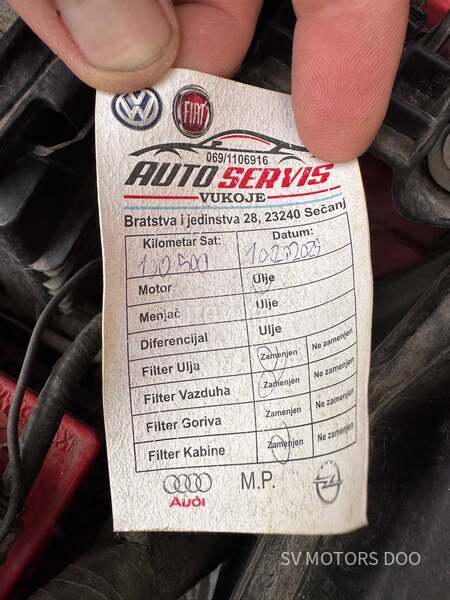 FIAT
069/1106916
AUTO SERVIS
VUKOJE
Bratstva i jedinstva 28, 23240 Sečanj
Kilometar Sat: Datum:
Motor Ulje
Menjač Ulje
Diferencijal Ulje
Filter Ulja Zamenjen Ne zamenjen
Filter Vazduha Zamenjen Ne zamenjen
Filter Goriva Zamenjen Ne zamenjen
Filter Kabine Zamenjen Ne zamenjen
Audi M.P.
SV MOTORS DOO